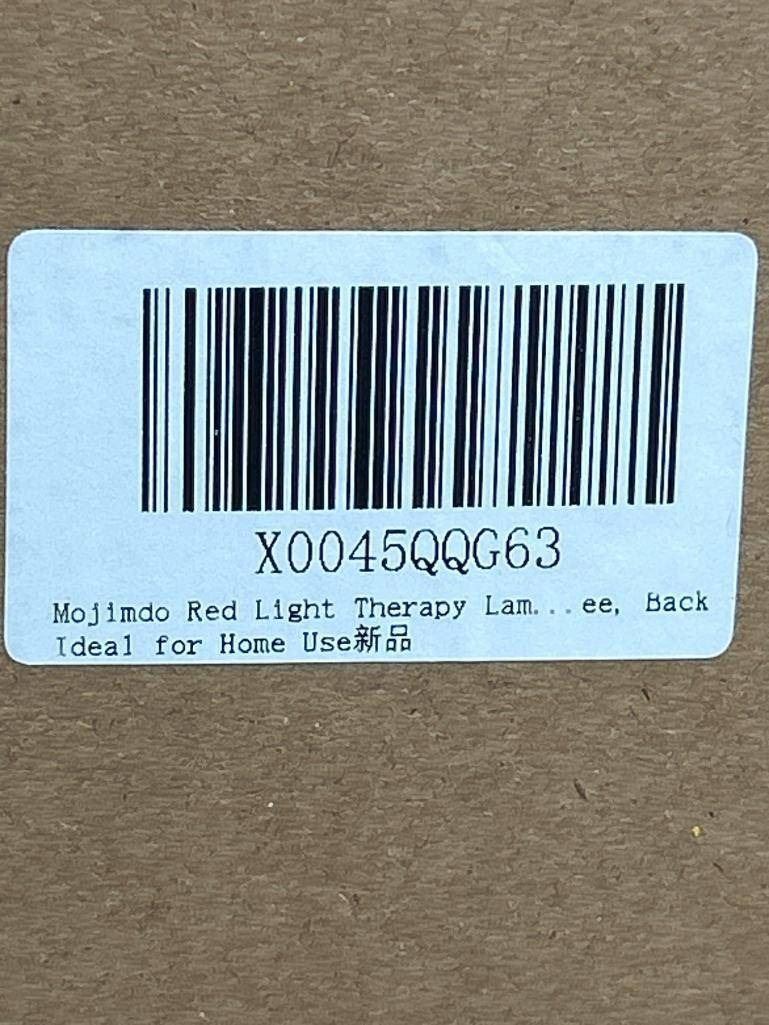 X0045QQG63
Mojimdo Red Light Therapy Lam...ee, Back
Ideal for Home Use新品